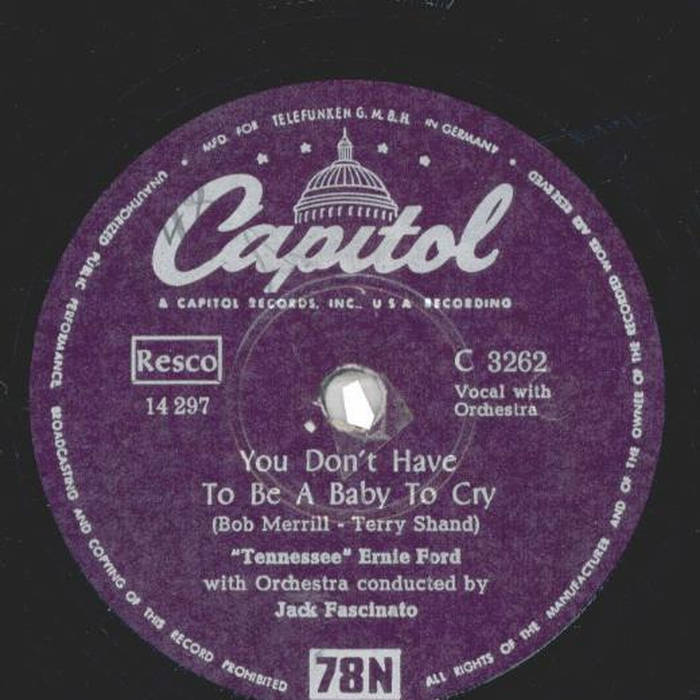 MFD. FOR TELEFUNKEN G.M.B.H. IN GERMANY
Capitol
A CAPITOL RECORDS, INC., U S A RECORDING
Resco
14 297
C 3262
Vocal with
Orchestra
You Don't Have
To Be A Baby To Cry
(Bob Merrill - Terry Shand)
"Tennessee" Ernie Ford
with Orchestra conducted by
Jack Fascinato
78N
ALL RIGHTS OF THE MANUFACTURER AND OF THE OWNER OF THE RECORDED WORK ARE RESERVED
UNAUTHORIZED PUBLIC PERFORMANCE, BROADCASTING AND COPYING OF THIS RECORD PROHIBITED